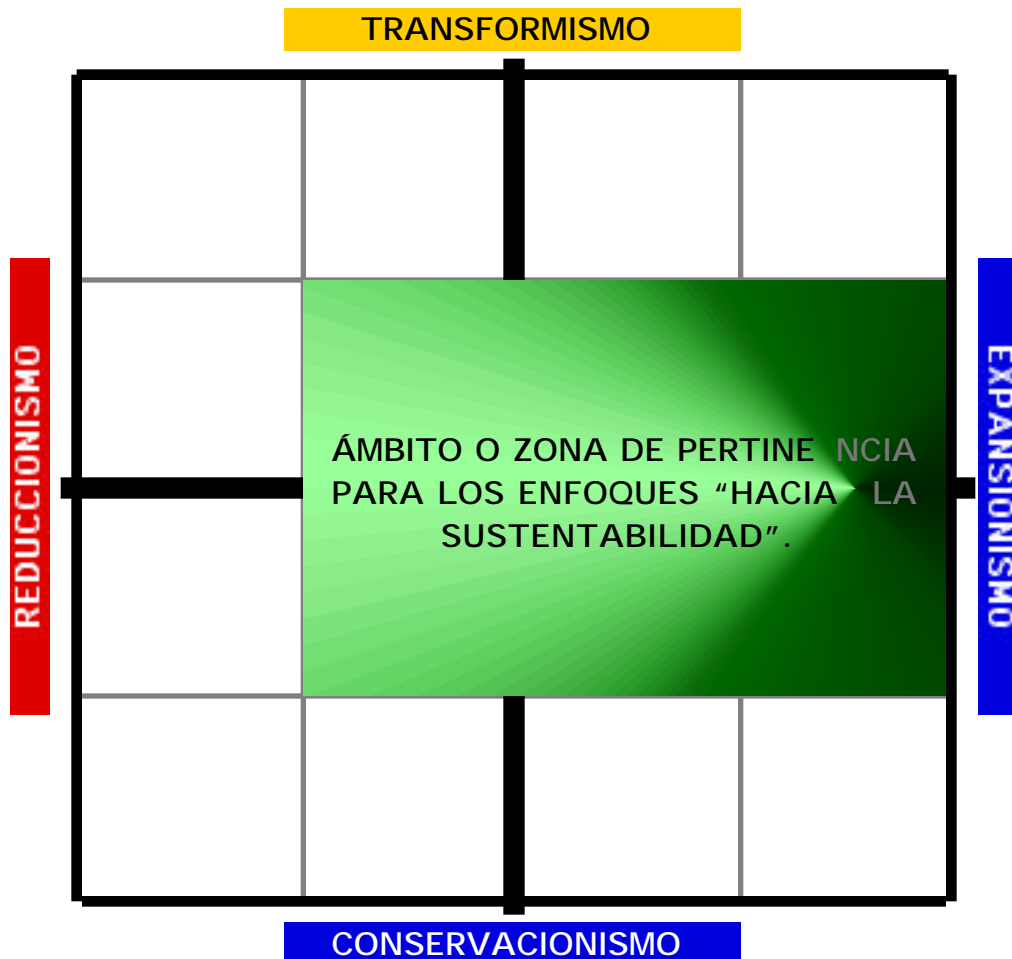 TRANSFORMISMO
REDUCCIONISMO
ÁMBITO O ZONA DE PERTINE NCIA
PARA LOS ENFOQUES “HACIA LA
SUSTENTABILIDAD”.
EXPANSIONISMO
CONSERVACIONISMO